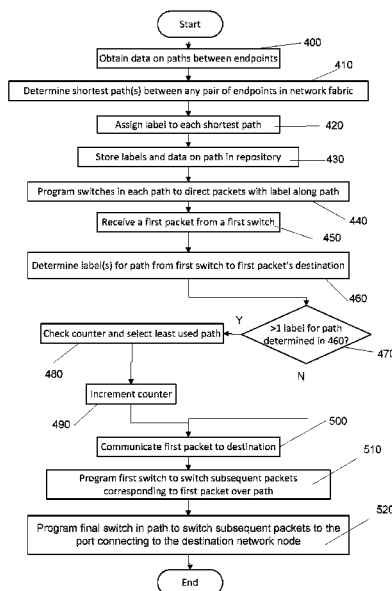 Start
400
Obtain data on paths between endpoints
410
Determine shortest path(s) between any pair of endpoints in network fabric
Assign label to each shortest path
420
Store labels and data on path in repository
430
Program switches in each path to direct packets with label along path
440
Receive a first packet from a first switch
450
Determine label(s) for path from first switch to first packet's destination
460
Y
>1 label for path
determined in 460?
470
N
Check counter and select least used path
480
Increment counter
490
500
Communicate first packet to destination
510
Program first switch to switch subsequent packets
corresponding to first packet over path
Program final switch in path to switch subsequent packets to the
port connecting to the destination network node
520
End